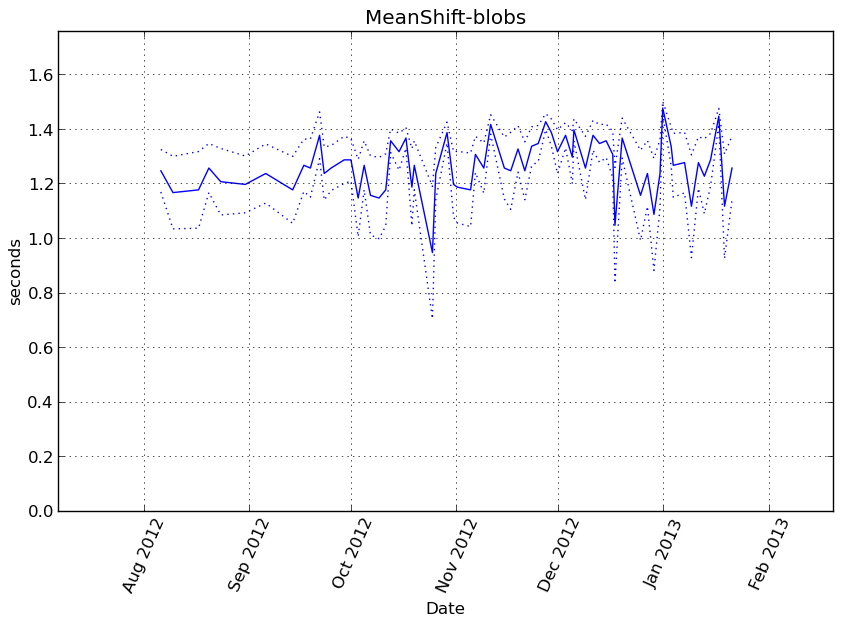 MeanShift-blobs
1.6
1.4
1.2
1.0
0.8
0.6
0.4
0.2
0.0
seconds
Aug 2012
Sep 2012
Oct 2012
Nov 2012
Dec 2012
Jan 2013
Feb 2013
Date